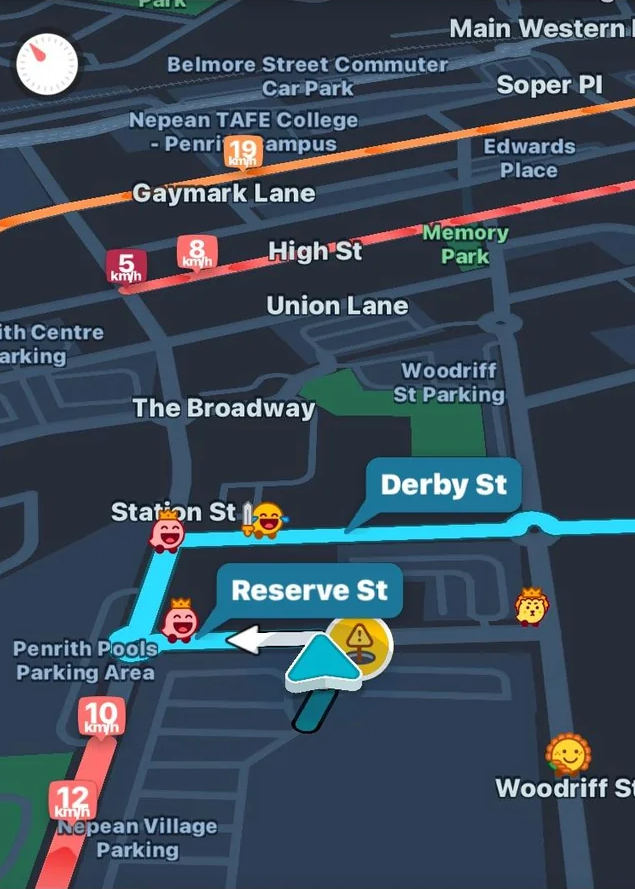 Park
Main Western
Belmore Street Commuter
Car Park
Soper Pl
Nepean TAFE College
- Penri
ampus
19
km/h
Edwards
Place
Gaymark Lane
8
km/h
5
km/h
High St
Memory
Park
Union Lane
ith Centre
arking
Woodriff
St Parking
The Broadway
Derby St
Station St
Reserve St
Penrith Pools
Parking Area
10
km/h
12
km/h
Woodriff St
Nepean Village
Parking